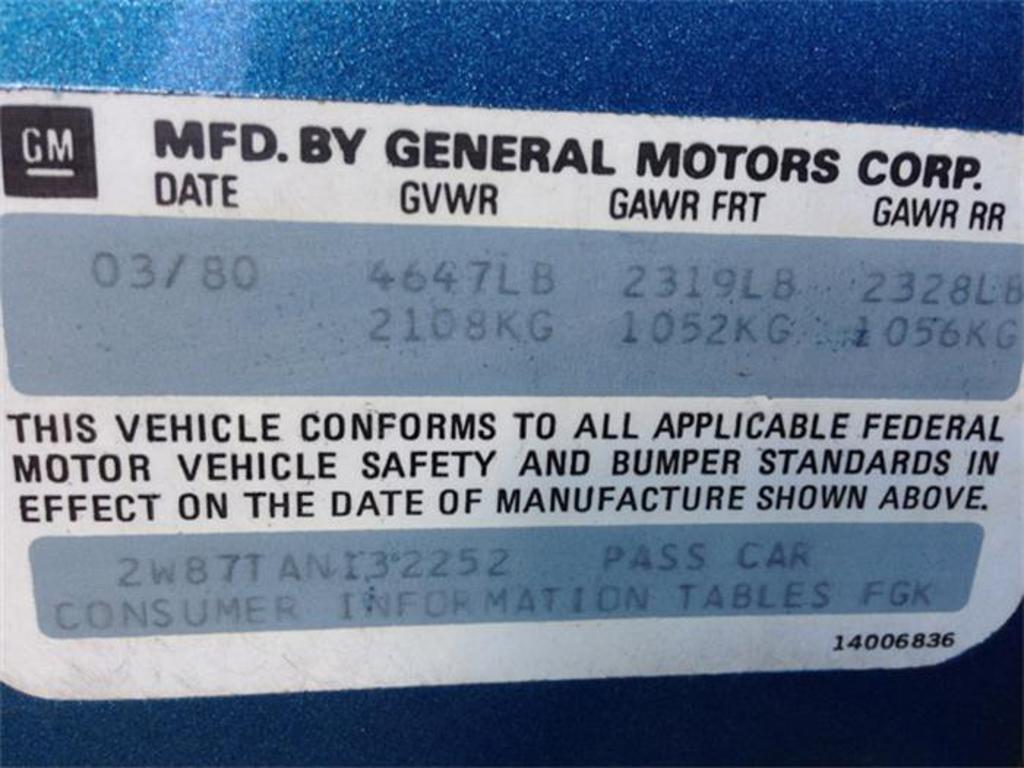 GM
MFD. BY GENERAL MOTORS CORP.
DATE GVWR GAWR FRT GAWR RR
03/80 4647LB 2319LB 2328LB
2108KG 1052KG 1056KG
THIS VEHICLE CONFORMS TO ALL APPLICABLE FEDERAL
MOTOR VEHICLE SAFETY AND BUMPER STANDARDS IN
EFFECT ON THE DATE OF MANUFACTURE SHOWN ABOVE.
2W87TAN132252 PASS CAR
CONSUMER INFORMATION TABLES FGK
14006836